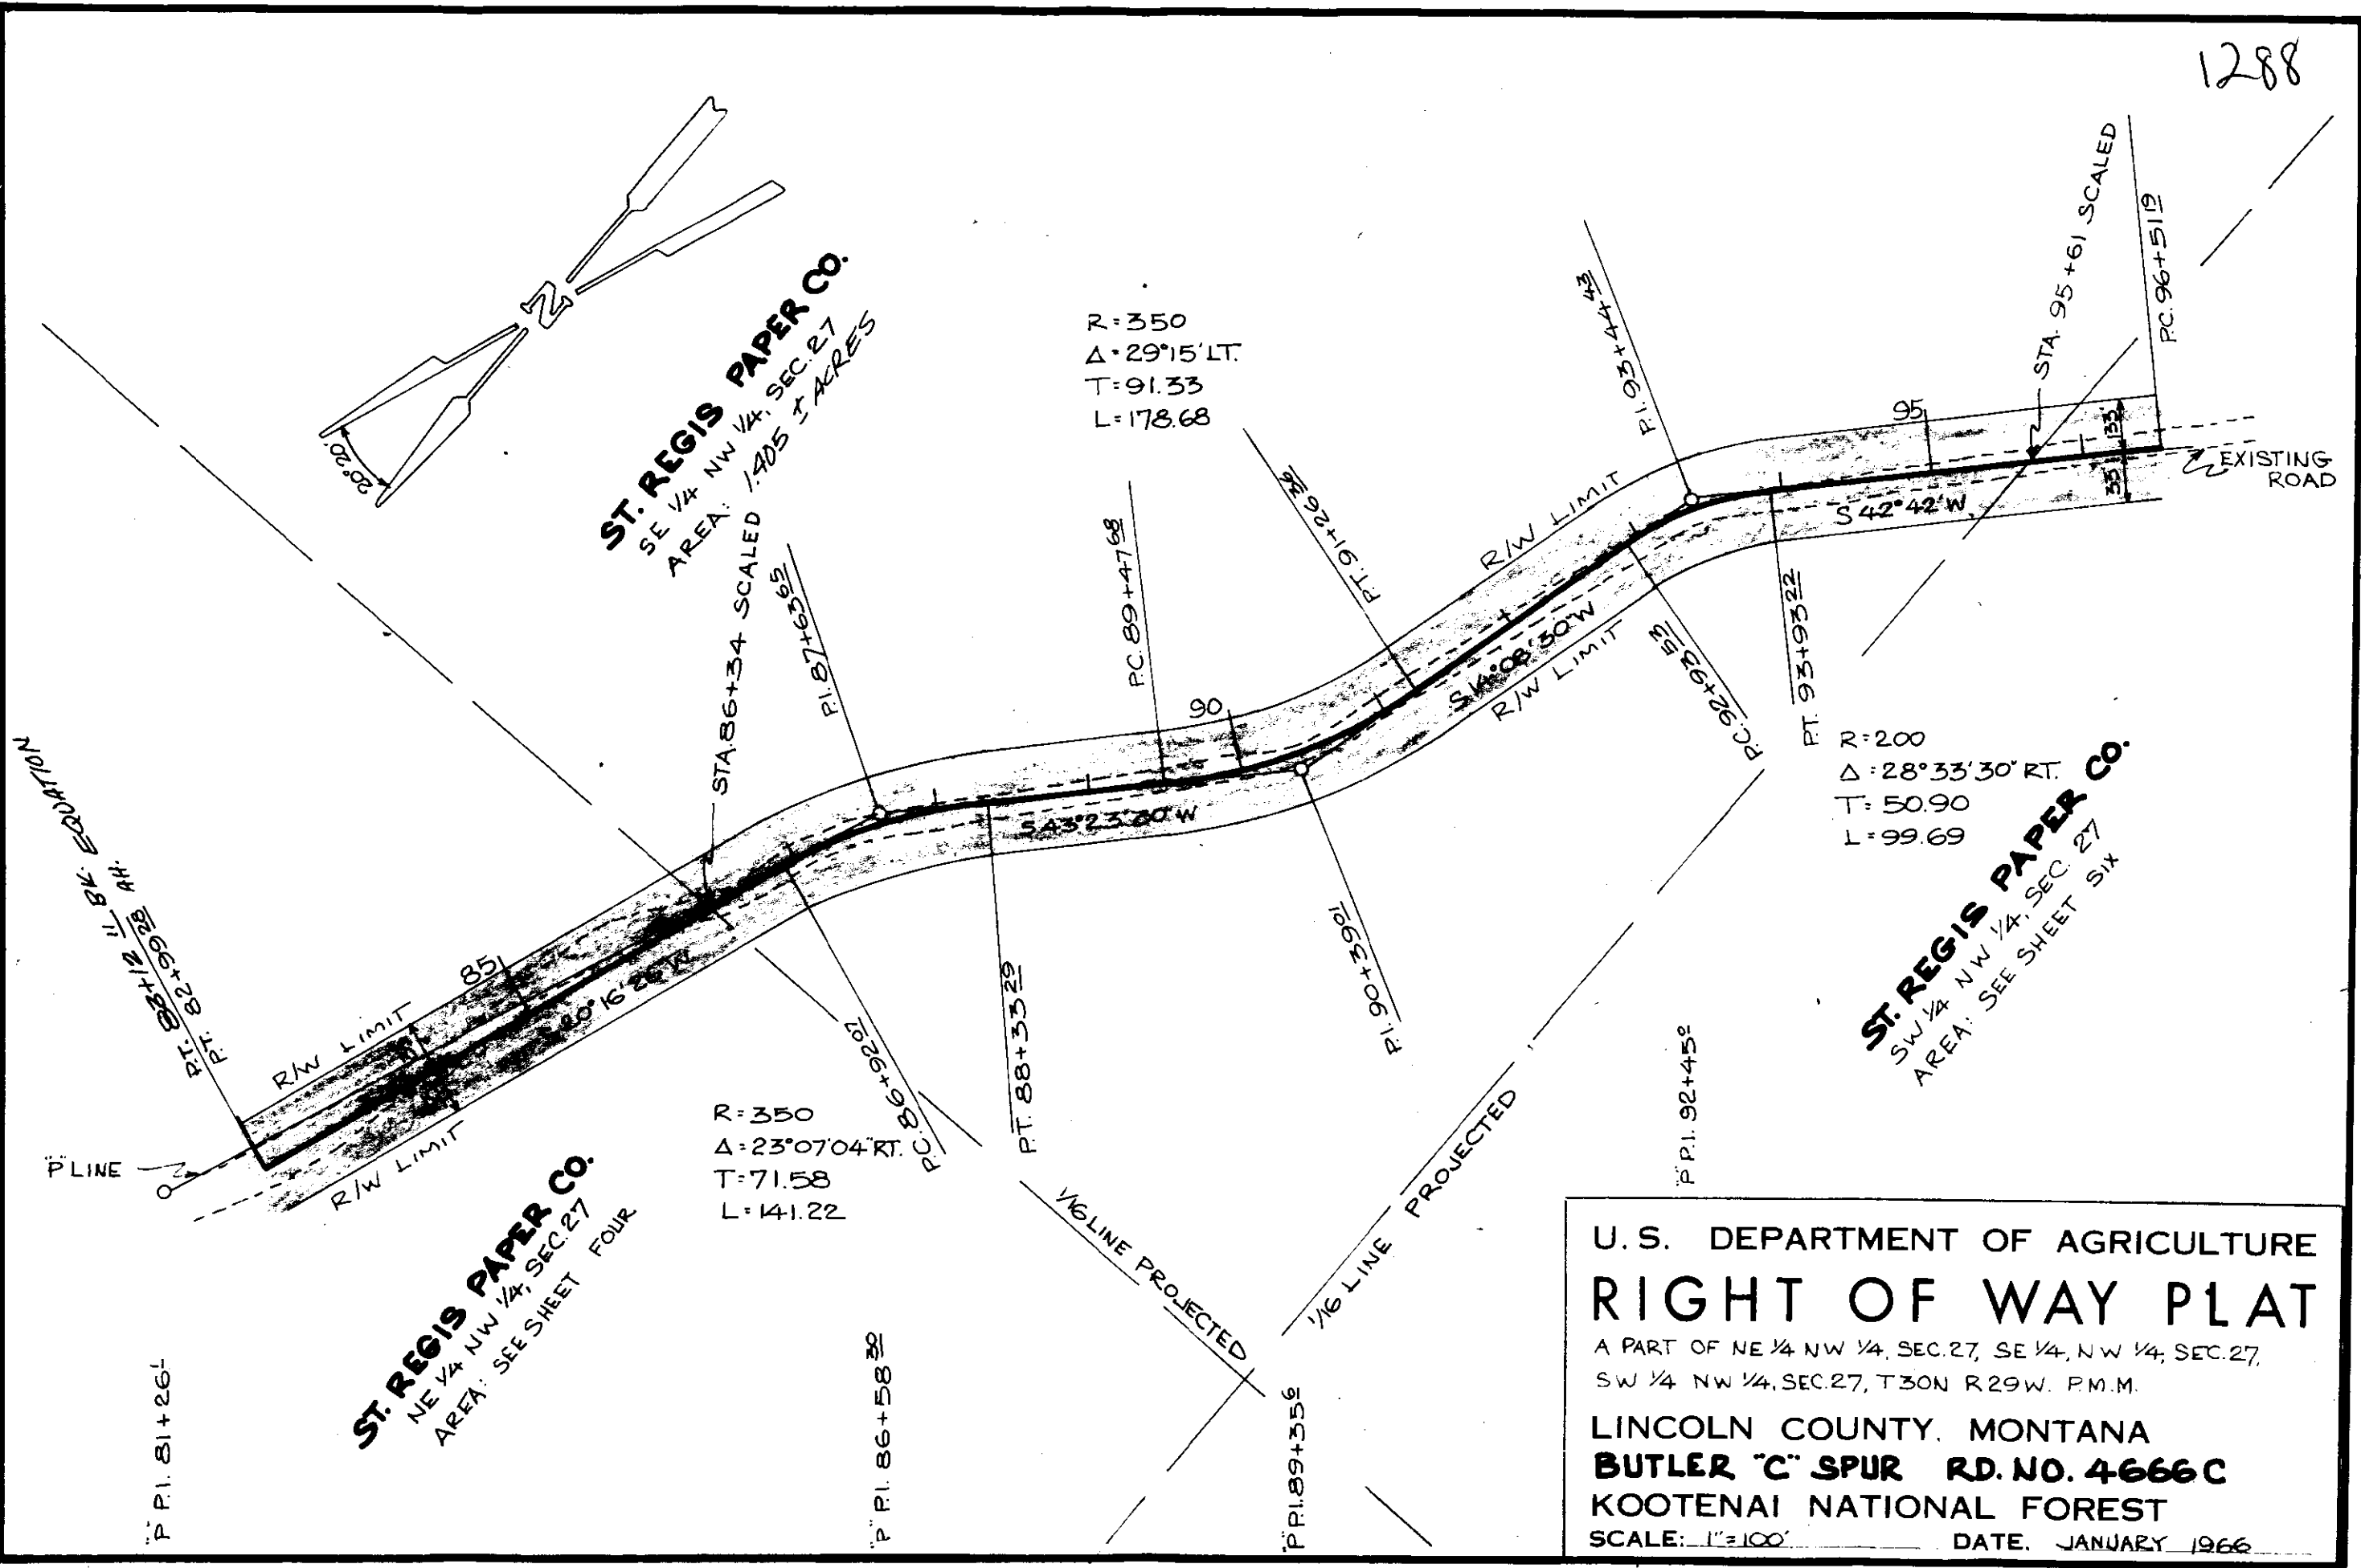 1288
N
20°20'
ST. REGIS PAPER CO.
SE 1/4 NW 1/4, SEC. 27
AREA: 1.405 ± ACRES
R=350
Δ=29°15' LT.
T=91.33
L=178.68
P.I. 93+44 43
STA. 95+61 SCALED
P.C. 96+51 19
95
33'
33'
EXISTING
ROAD
S 42°42' W
STA. 86+34 SCALED
P.I. 87+63 65
P.C. 89+47 68
P.T. 91+26 36
R/W LIMIT
90
S 14°08'30" W
R/W LIMIT
P.C. 92+93 53
P.T. 93+93 22
S 43°23'30" W
R=200
Δ=28°33'30" RT.
T=50.90
L=99.69
ST. REGIS PAPER CO.
SW 1/4 NW 1/4, SEC. 27
AREA: SEE SHEET SIX
P.T. 83+12 11 BK. EQUATION
P.T. 82+99 28 AH.
R/W LIMIT
85
"P" LINE
R/W LIMIT
P.C. 86+92 07
P.T. 88+33 29
P.I. 90+39 01
R=350
Δ=23°07'04" RT.
T=71.58
L=141.22
1/16 LINE PROJECTED
1/16 LINE PROJECTED
ST. REGIS PAPER CO.
NE 1/4 NW 1/4, SEC. 27
AREA: SEE SHEET FOUR
"P" P.I. 81+26 1
"P" P.I. 86+58 30
"P" P.I. 89+35 6
"P" P.I. 92+45 0
U.S. DEPARTMENT OF AGRICULTURE
RIGHT OF WAY PLAT
A PART OF NE 1/4 NW 1/4, SEC. 27, SE 1/4, NW 1/4, SEC. 27,
SW 1/4 NW 1/4, SEC. 27, T30N R29W. P.M.M.
LINCOLN COUNTY, MONTANA
BUTLER "C" SPUR RD. NO. 4666 C
KOOTENAI NATIONAL FOREST
SCALE: 1"=100' DATE. JANUARY 1966